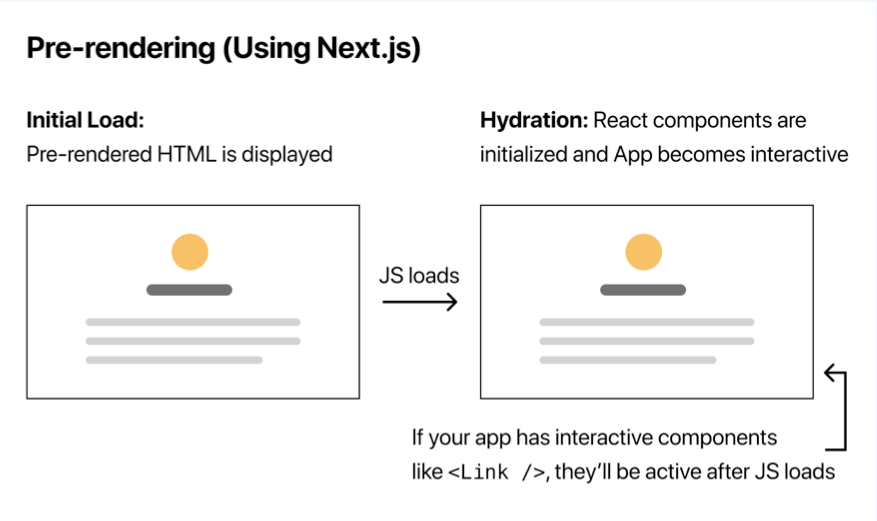 Pre-rendering (Using Next.js)
Initial Load:
Pre-rendered HTML is displayed
Hydration: React components are
initialized and App becomes interactive
JS loads
If your app has interactive components
like <Link />, they’ll be active after JS loads